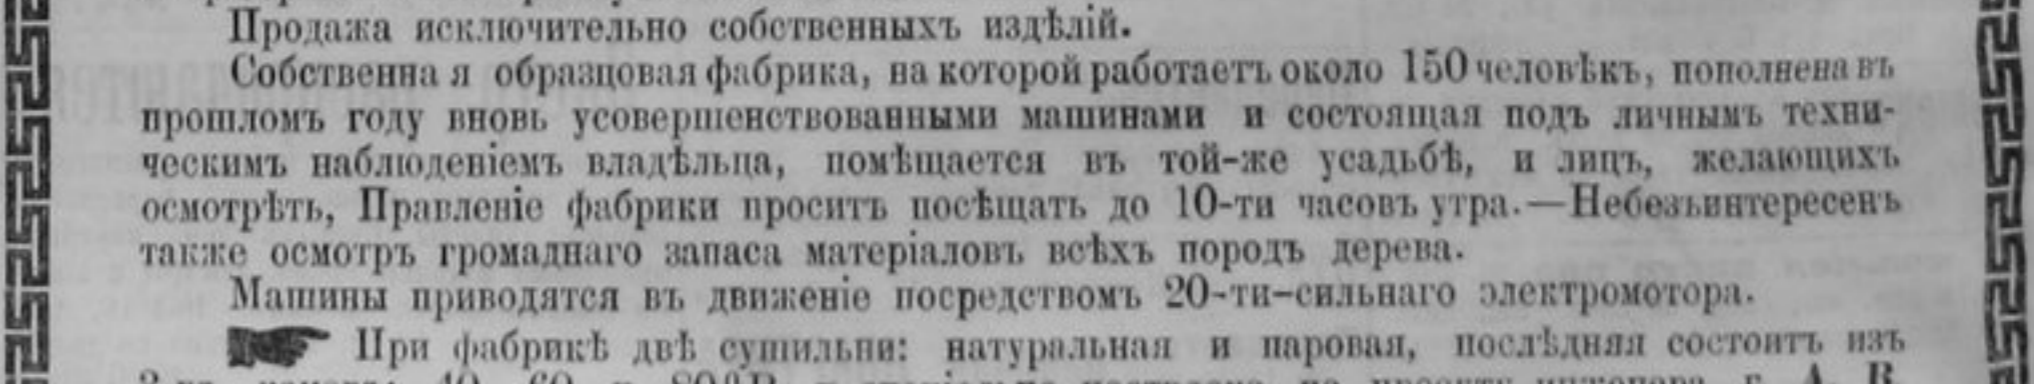 Продажа исключительно собственныхъ издѣлій.
Собственна я образцовая фабрика, на которой работаетъ около 150 человѣкъ, пополнена въ
прошломъ году вновь усовершенствованными машинами и состоящая подъ личнымъ техни-
ческимъ наблюденіемъ владѣльца, помѣщается въ той-же усадьбѣ, и лицъ, желающихъ
осмотрѣть, Правленіе фабрики проситъ посѣщать до 10-ти часовъ утра.—Небезъинтересенъ
также осмотръ громаднаго запаса матеріаловъ всѣхъ породъ дерева.
Машины приводятся въ движеніе посредствомъ 20-ти-сильнаго электромотора.
При фабрикѣ двѣ сушильни: натуральная и паровая, послѣдняя состоитъ изъ